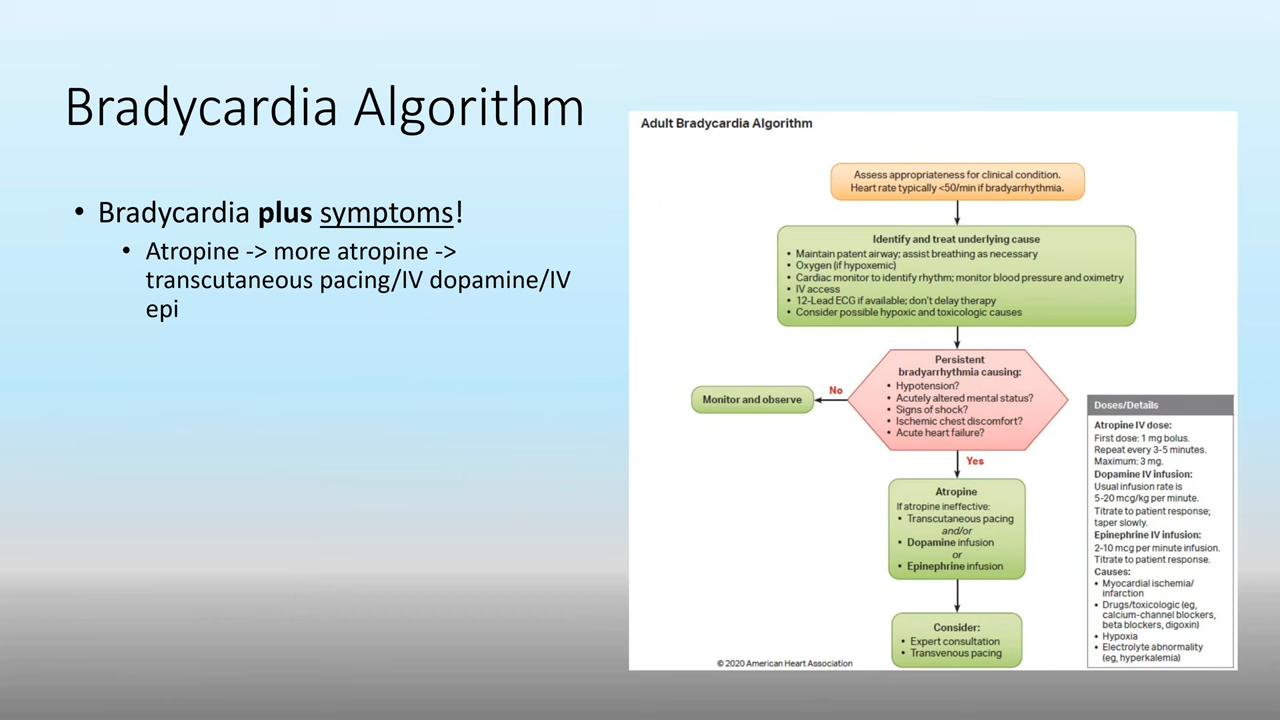 Bradycardia Algorithm
• Bradycardia plus symptoms!
• Atropine -> more atropine ->
transcutaneous pacing/IV dopamine/IV
epi
Adult Bradycardia Algorithm
Assess appropriateness for clinical condition.
Heart rate typically <50/min if bradyarrhythmia.
Identify and treat underlying cause
• Maintain patent airway; assist breathing as necessary
• Oxygen (if hypoxemic)
• Cardiac monitor to identify rhythm; monitor blood pressure and oximetry
• IV access
• 12-Lead ECG if available; don't delay therapy
• Consider possible hypoxic and toxicologic causes
Persistent
bradyarrhythmia causing:
• Hypotension?
• Acutely altered mental status?
• Signs of shock?
• Ischemic chest discomfort?
• Acute heart failure?
No
Monitor and observe
Yes
Atropine
If atropine ineffective:
• Transcutaneous pacing
and/or
• Dopamine infusion
or
• Epinephrine infusion
Consider:
• Expert consultation
• Transvenous pacing
Doses/Details
Atropine IV dose:
First dose: 1 mg bolus.
Repeat every 3-5 minutes.
Maximum: 3 mg.
Dopamine IV infusion:
Usual infusion rate is
5-20 mcg/kg per minute.
Titrate to patient response;
taper slowly.
Epinephrine IV infusion:
2-10 mcg per minute infusion.
Titrate to patient response.
Causes:
• Myocardial ischemia/
infarction
• Drugs/toxicologic (eg,
calcium-channel blockers,
beta blockers, digoxin)
• Hypoxia
• Electrolyte abnormality
(eg, hyperkalemia)
© 2020 American Heart Association